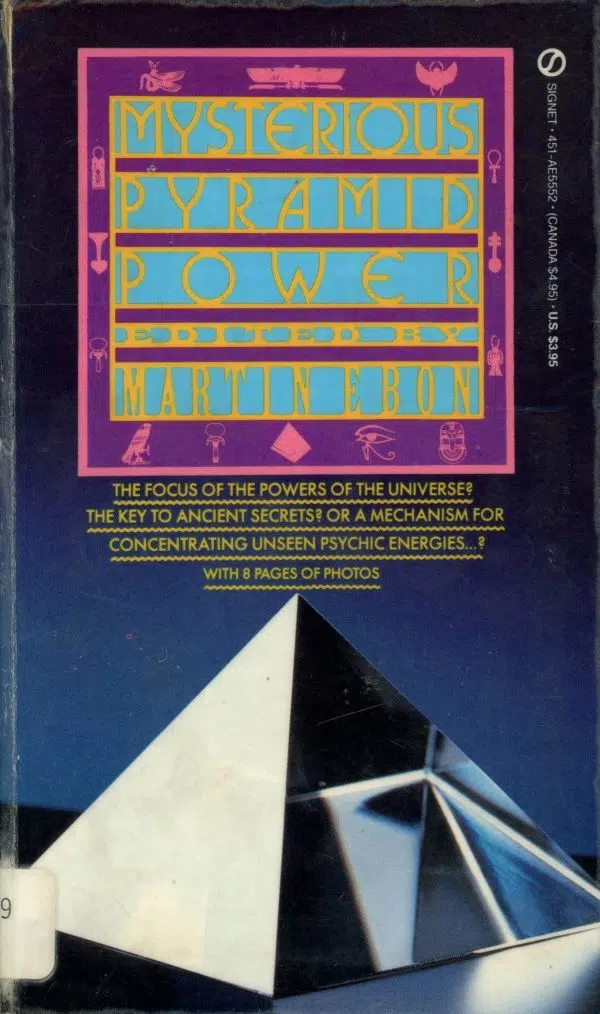 MYSTERIOUS
PYRAMID
POWER
EDITED BY
MARTIN EBON
SIGNET • 451-AE5552 • (CANADA $4.95) • U.S. $3.95
THE FOCUS OF THE POWERS OF THE UNIVERSE?
THE KEY TO ANCIENT SECRETS? OR A MECHANISM FOR
CONCENTRATING UNSEEN PSYCHIC ENERGIES...?
WITH 8 PAGES OF PHOTOS
9